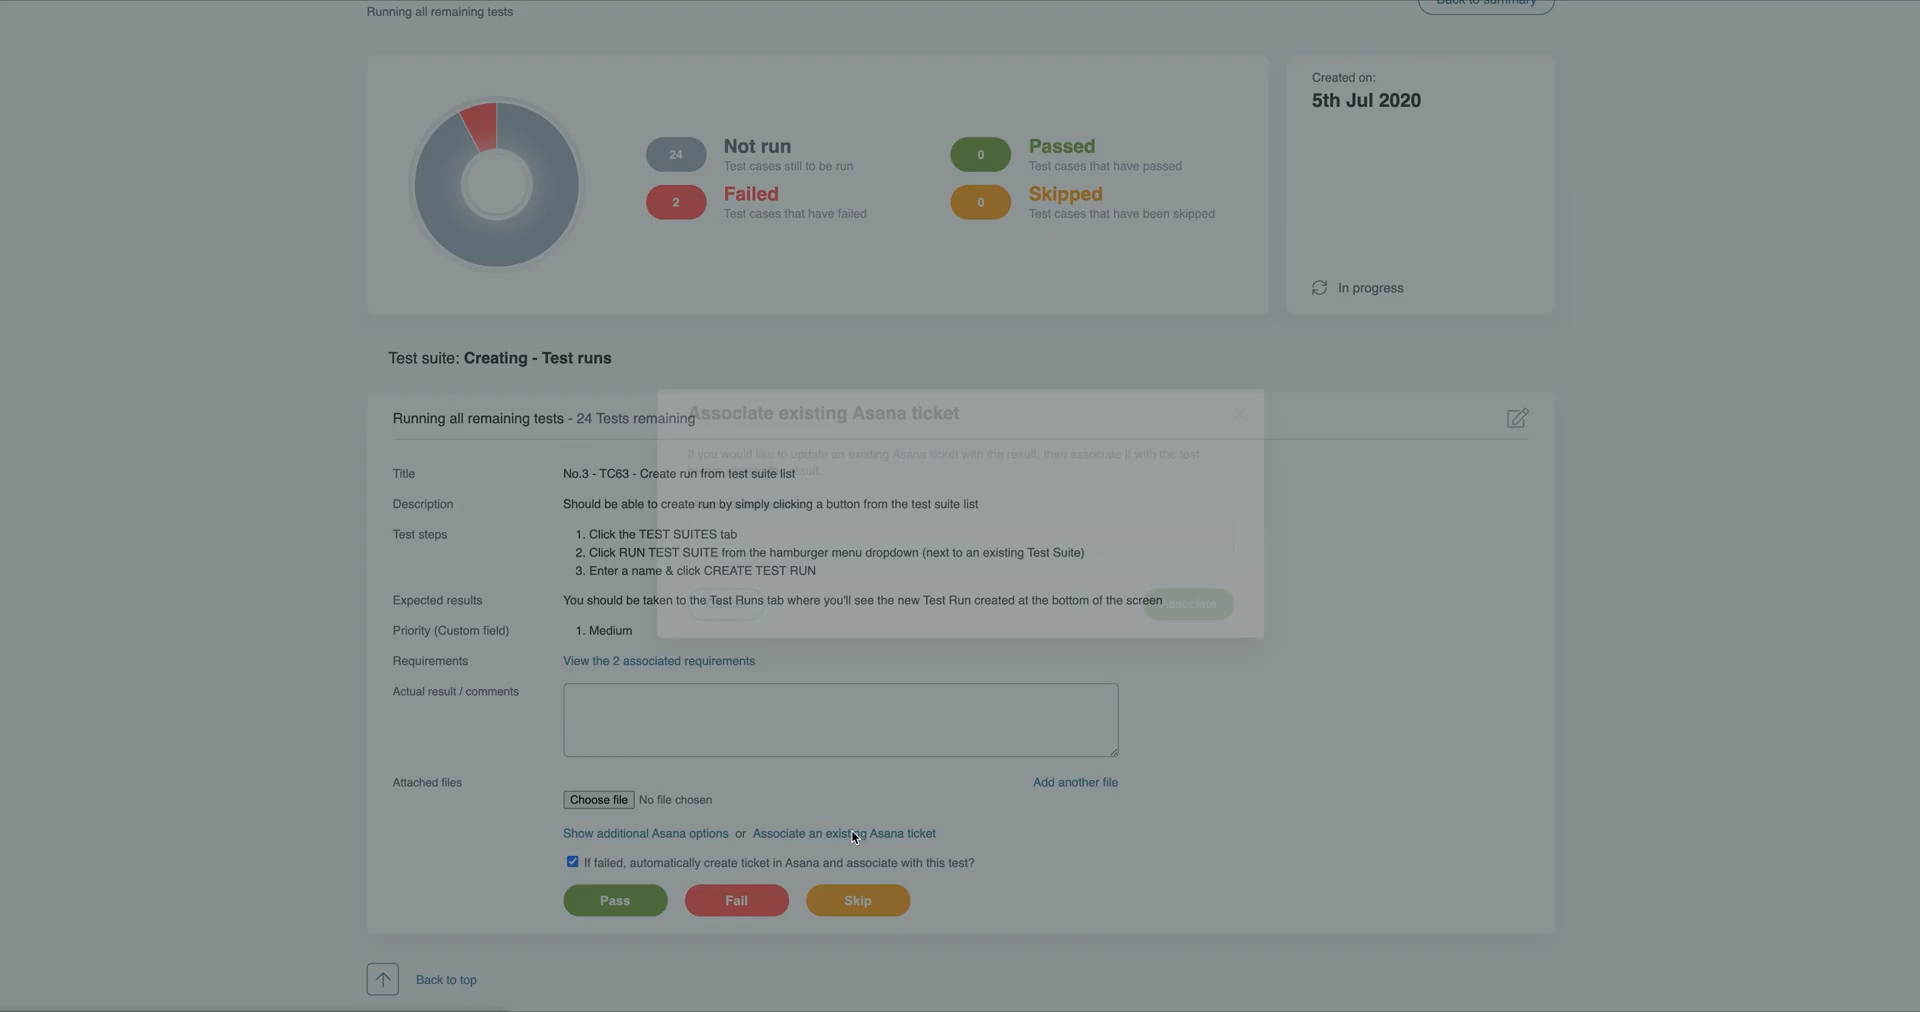 Running all remaining tests
Back to summary
Created on:
5th Jul 2020
24
Not run
Test cases still to be run
0
Passed
Test cases that have passed
2
Failed
Test cases that have failed
0
Skipped
Test cases that have been skipped
In progress
Test suite: Creating - Test runs
Running all remaining tests - 24 Tests remaining
Associate existing Asana ticket
If you would like to update an existing Asana ticket with the result, then associate it with the test
Title
No.3 - TC63 - Create run from test suite list
Description
Should be able to create run by simply clicking a button from the test suite list
Test steps
1. Click the TEST SUITES tab
2. Click RUN TEST SUITE from the hamburger menu dropdown (next to an existing Test Suite)
3. Enter a name & click CREATE TEST RUN
Expected results
You should be taken to the Test Runs tab where you'll see the new Test Run created at the bottom of the screen
Associate
Priority (Custom field)
1. Medium
Requirements
View the 2 associated requirements
Actual result / comments
Attached files
Add another file
Choose file No file chosen
Show additional Asana options or Associate an existing Asana ticket
If failed, automatically create ticket in Asana and associate with this test?
Pass
Fail
Skip
Back to top